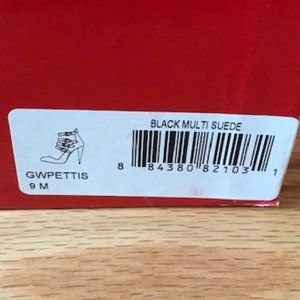 BLACK MULTI SUEDE
8 84380 82103 1
GWPETTIS
9 M